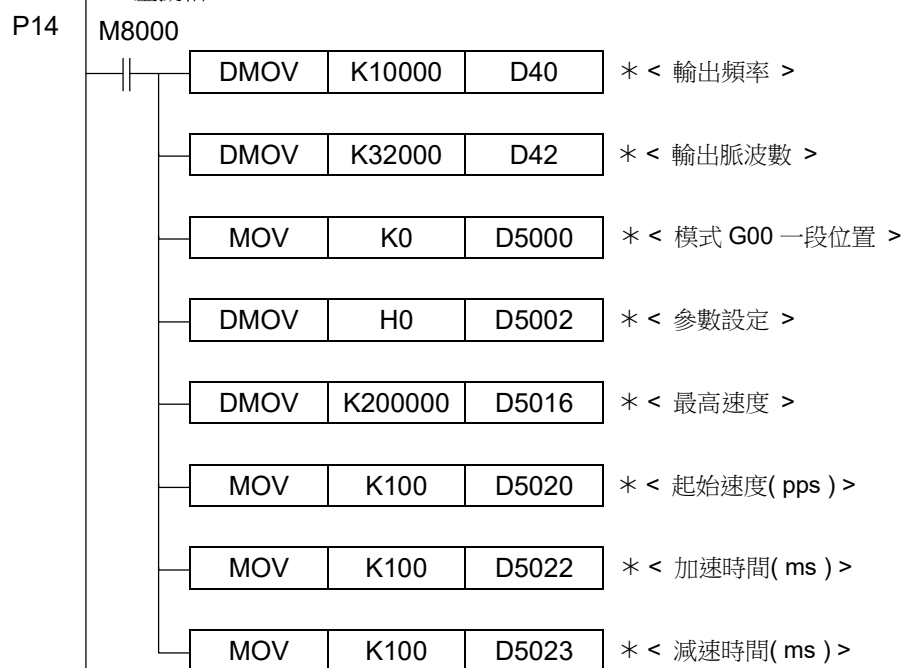 P14
M8000
DMOV K10000 D40 ＊ < 輸出頻率 >
DMOV K32000 D42 ＊ < 輸出脈波數 >
MOV K0 D5000 ＊ < 模式 G00 一段位置 >
DMOV H0 D5002 ＊ < 參數設定 >
DMOV K200000 D5016 ＊ < 最高速度 >
MOV K100 D5020 ＊ < 起始速度( pps ) >
MOV K100 D5022 ＊ < 加速時間( ms ) >
MOV K100 D5023 ＊ < 減速時間( ms ) >